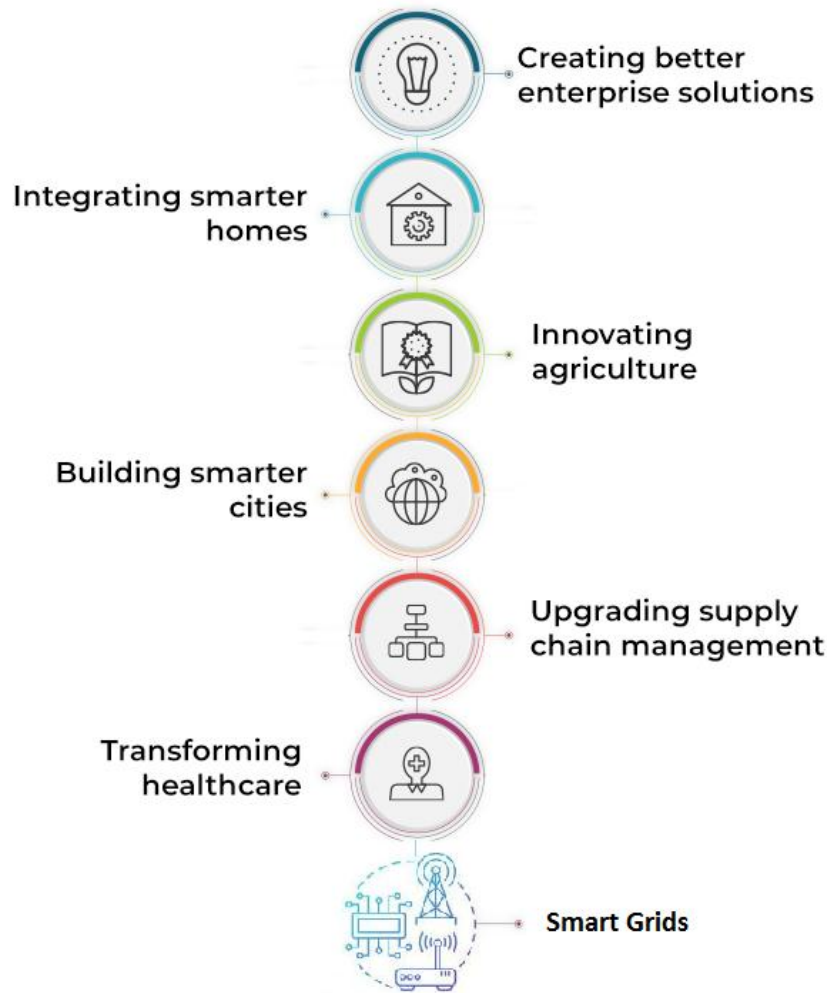 Creating better
enterprise solutions
Integrating smarter
homes
Innovating
agriculture
Building smarter
cities
Upgrading supply
chain management
Transforming
healthcare
Smart Grids